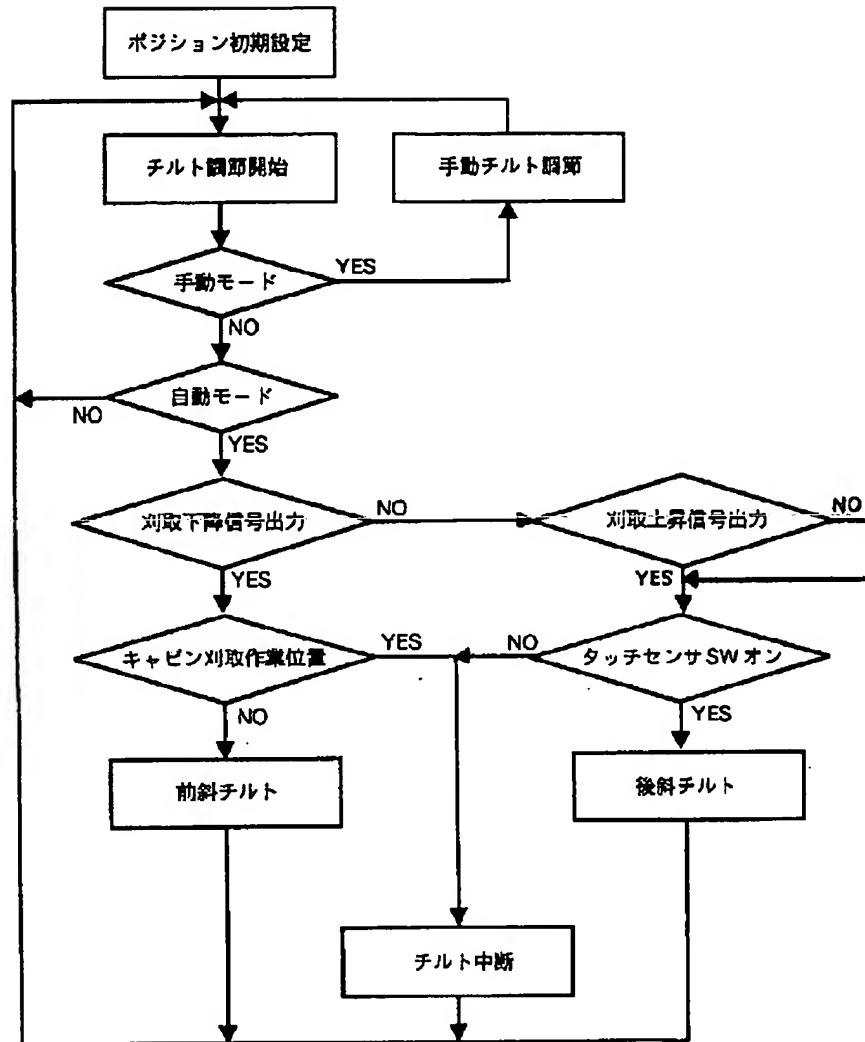 ポジション初期設定
チルト調節開始
手動チルト調節
手動モード
YES
NO
自動モード
NO
YES
刈取下降信号出力
NO
刈取上昇信号出力
NO
YES
YES
キャビン刈取作業位置
YES
NO
タッチセンサSWオン
NO
YES
前斜チルト
後斜チルト
チルト中断